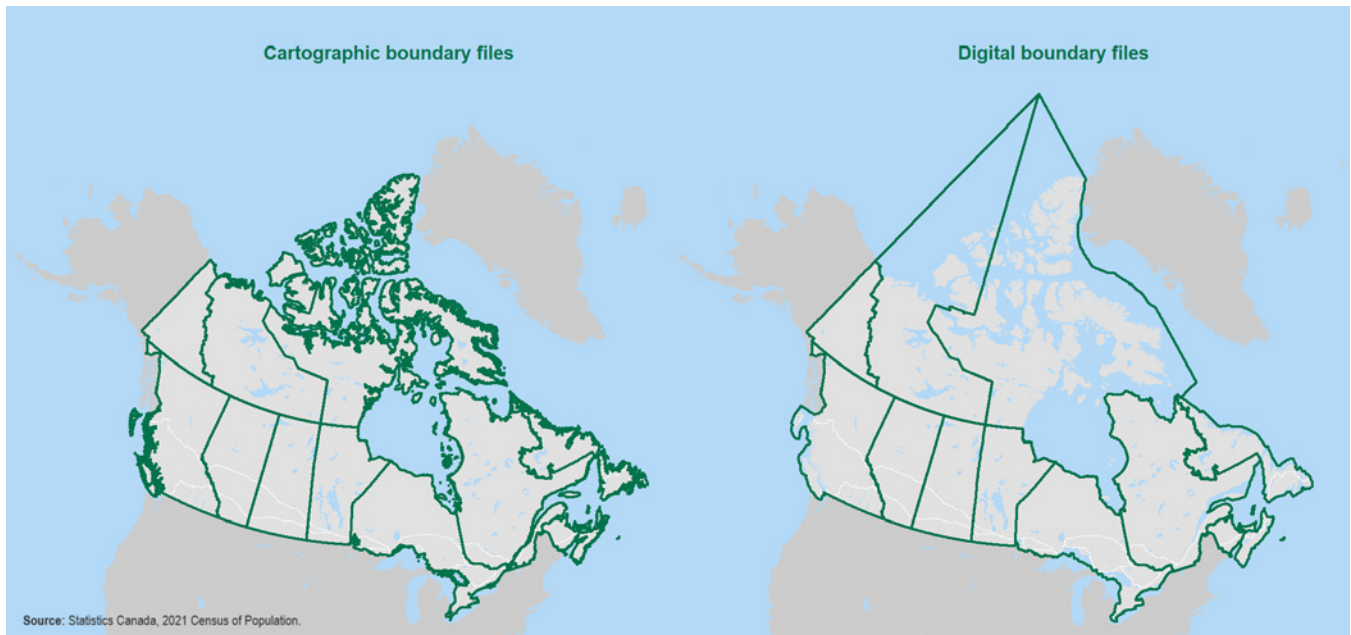 Cartographic boundary files
Digital boundary files
Source: Statistics Canada, 2021 Census of Population.